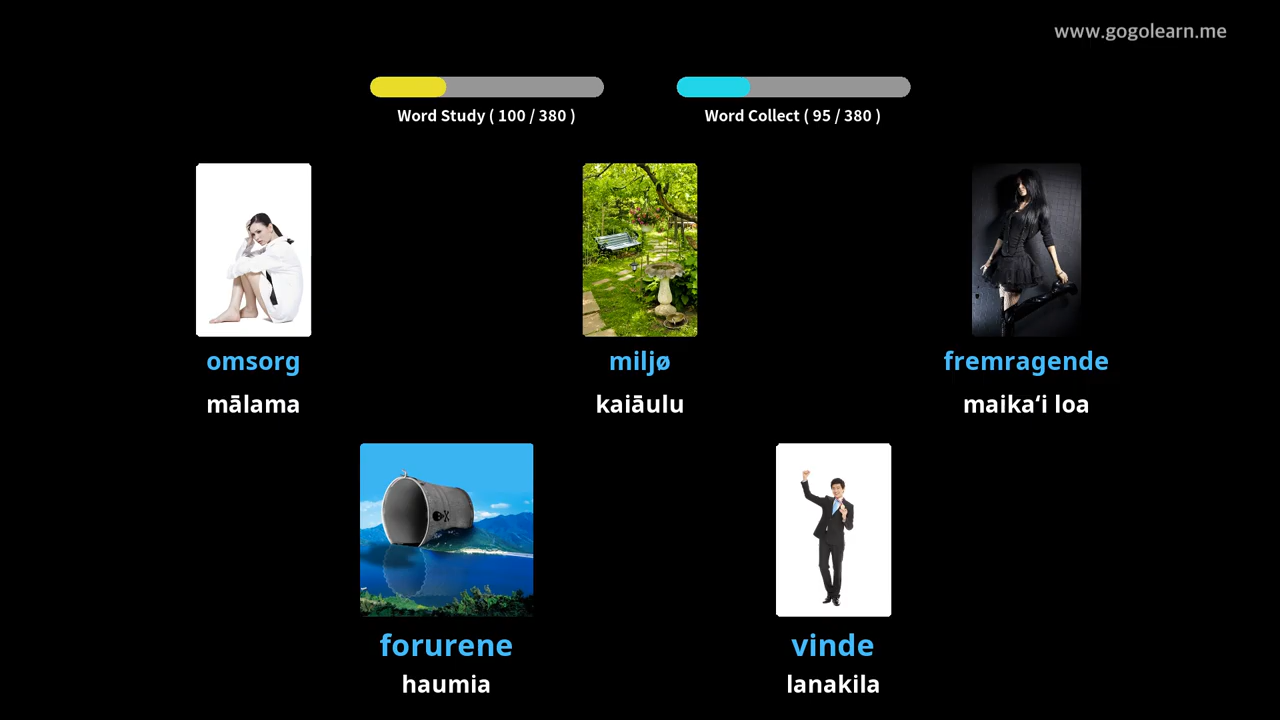 www.gogolearn.me
Word Study ( 100 / 380 )
Word Collect ( 95 / 380 )
omsorg
mālama
miljø
kaiāulu
fremragende
maikaʻi loa
forurene
haumia
vinde
lanakila